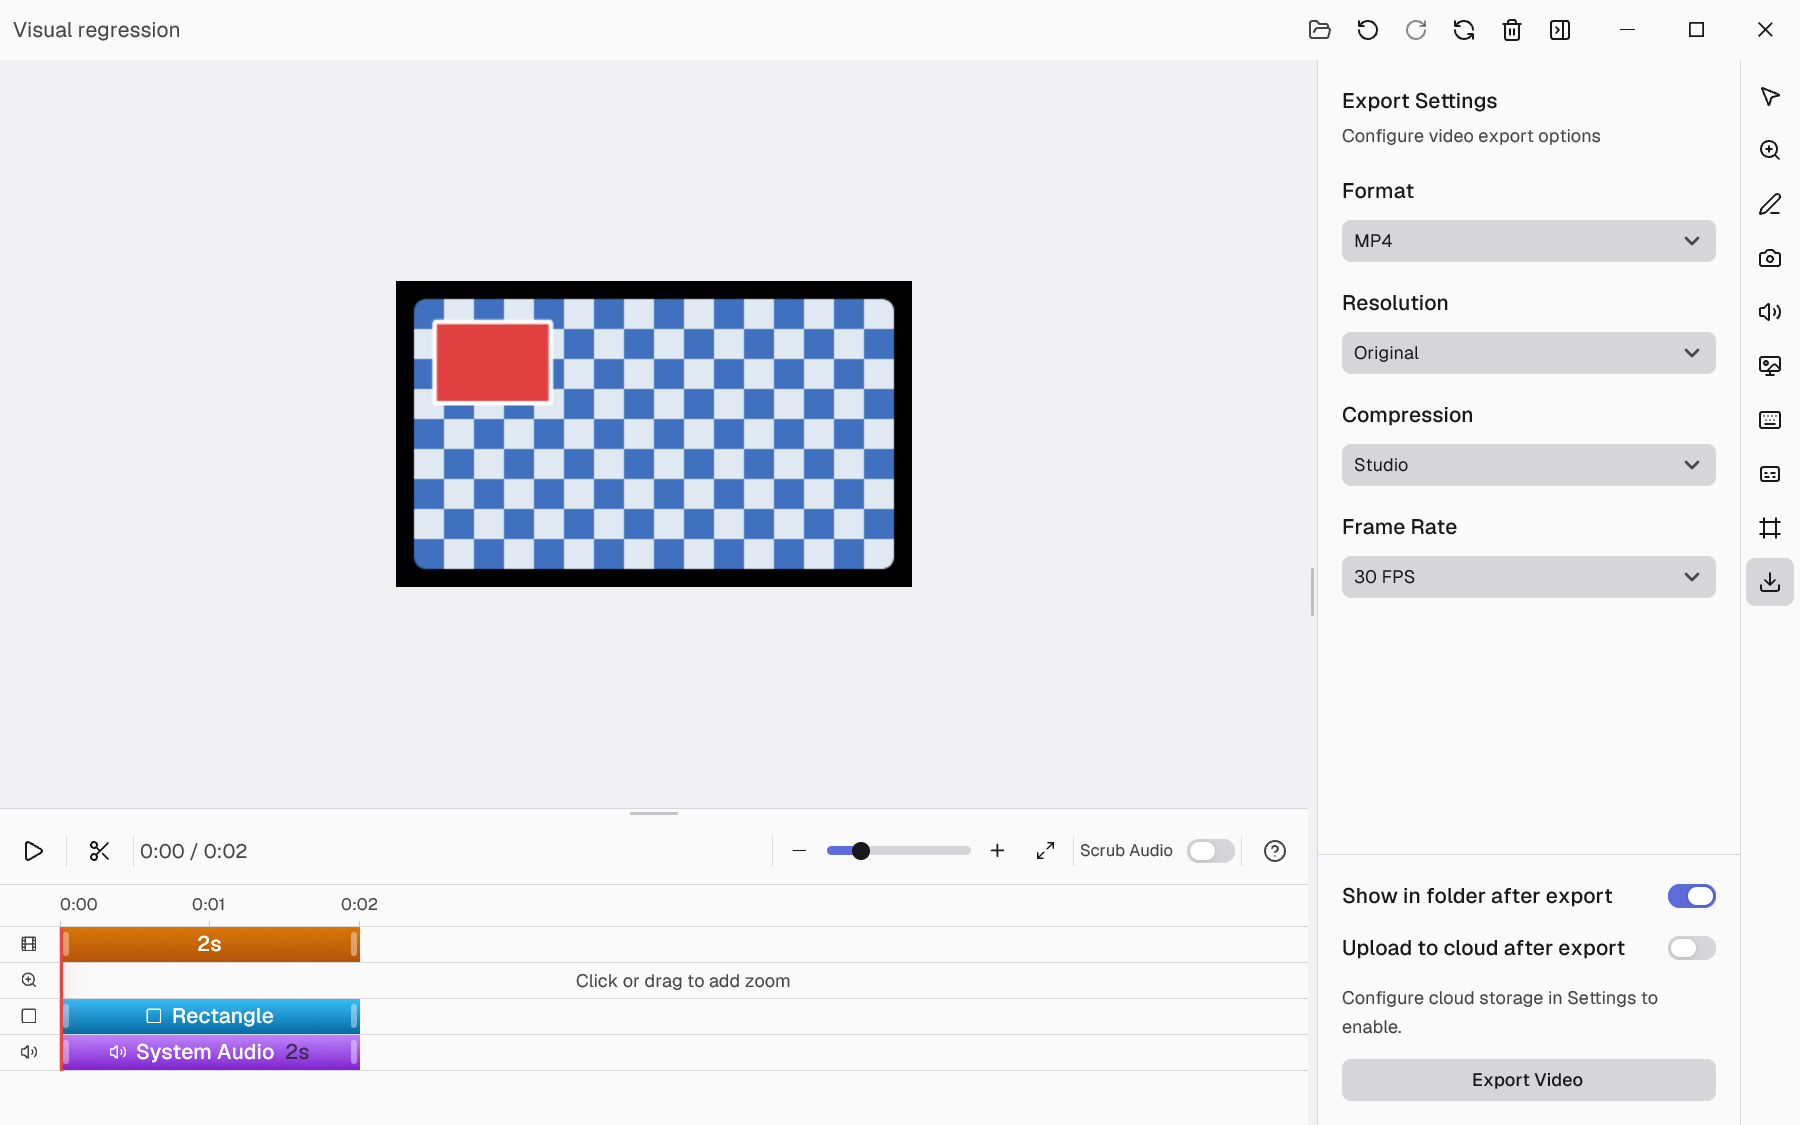 Visual regression
Export Settings
Configure video export options
Format
MP4
Resolution
Original
Compression
Studio
Frame Rate
30 FPS
0:00 / 0:02
Scrub Audio
0:00 0:01 0:02
2s
Click or drag to add zoom
Rectangle
System Audio 2s
Show in folder after export
Upload to cloud after export
Configure cloud storage in Settings to
enable.
Export Video